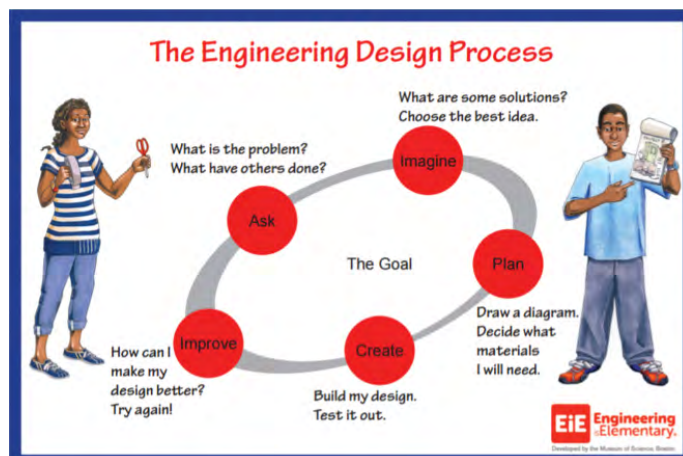 The Engineering Design Process
What are some solutions?
Choose the best idea.
Imagine
What is the problem?
What have others done?
Ask
The Goal
Plan
Draw a diagram.
Decide what
materials
I will need.
Improve
How can I
make my
design better?
Try again!
Create
Build my design.
Test it out.
EiE Engineering
is Elementary.
Developed by the Museum of Science, Boston